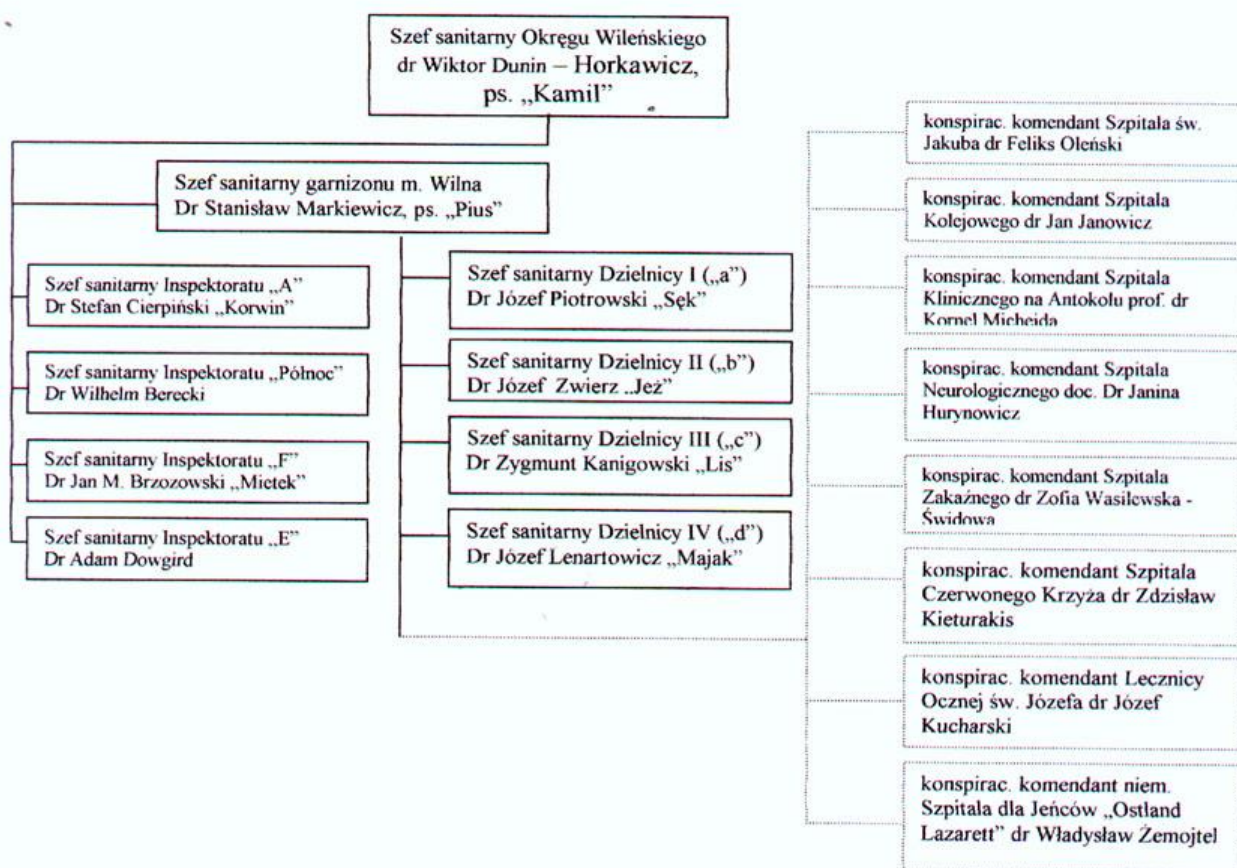 Szef sanitarny Okręgu Wileńskiego
dr Wiktor Dunin – Horkawicz,
ps. „Kamil”
Szef sanitarny garnizonu m. Wilna
Dr Stanisław Markiewicz, ps. „Pius”
Szef sanitarny Inspektoratu „A”
Dr Stefan Cierpiński „Korwin”
Szef sanitarny Inspektoratu „Północ”
Dr Wilhelm Berecki
Szef sanitarny Inspektoratu „F”
Dr Jan M. Brzozowski „Mietek”
Szef sanitarny Inspektoratu „E”
Dr Adam Dowgird
Szef sanitarny Dzielnicy I („a”)
Dr Józef Piotrowski „Sęk”
Szef sanitarny Dzielnicy II („b”)
Dr Józef Zwierz „Jeż”
Szef sanitarny Dzielnicy III („c”)
Dr Zygmunt Kanigowski „Lis”
Szef sanitarny Dzielnicy IV („d”)
Dr Józef Lenartowicz „Majak”
konspirac. komendant Szpitala św.
Jakuba dr Feliks Oleński
konspirac. komendant Szpitala
Kolejowego dr Jan Janowicz
konspirac. komendant Szpitala
Klinicznego na Antokolu prof. dr
Kornel Micheida
konspirac. komendant Szpitala
Neurologicznego doc. Dr Janina
Hurynowicz
konspirac. komendant Szpitala
Zakaźnego dr Zofia Wasilewska -
Świdowa
konspirac. komendant Szpitala
Czerwonego Krzyża dr Zdzisław
Kieturakis
konspirac. komendant Lecznicy
Ocznej św. Józefa dr Józef
Kucharski
konspirac. komendant niem.
Szpitala dla Jeńców „Ostland
Lazarett” dr Władysław Żemojtel